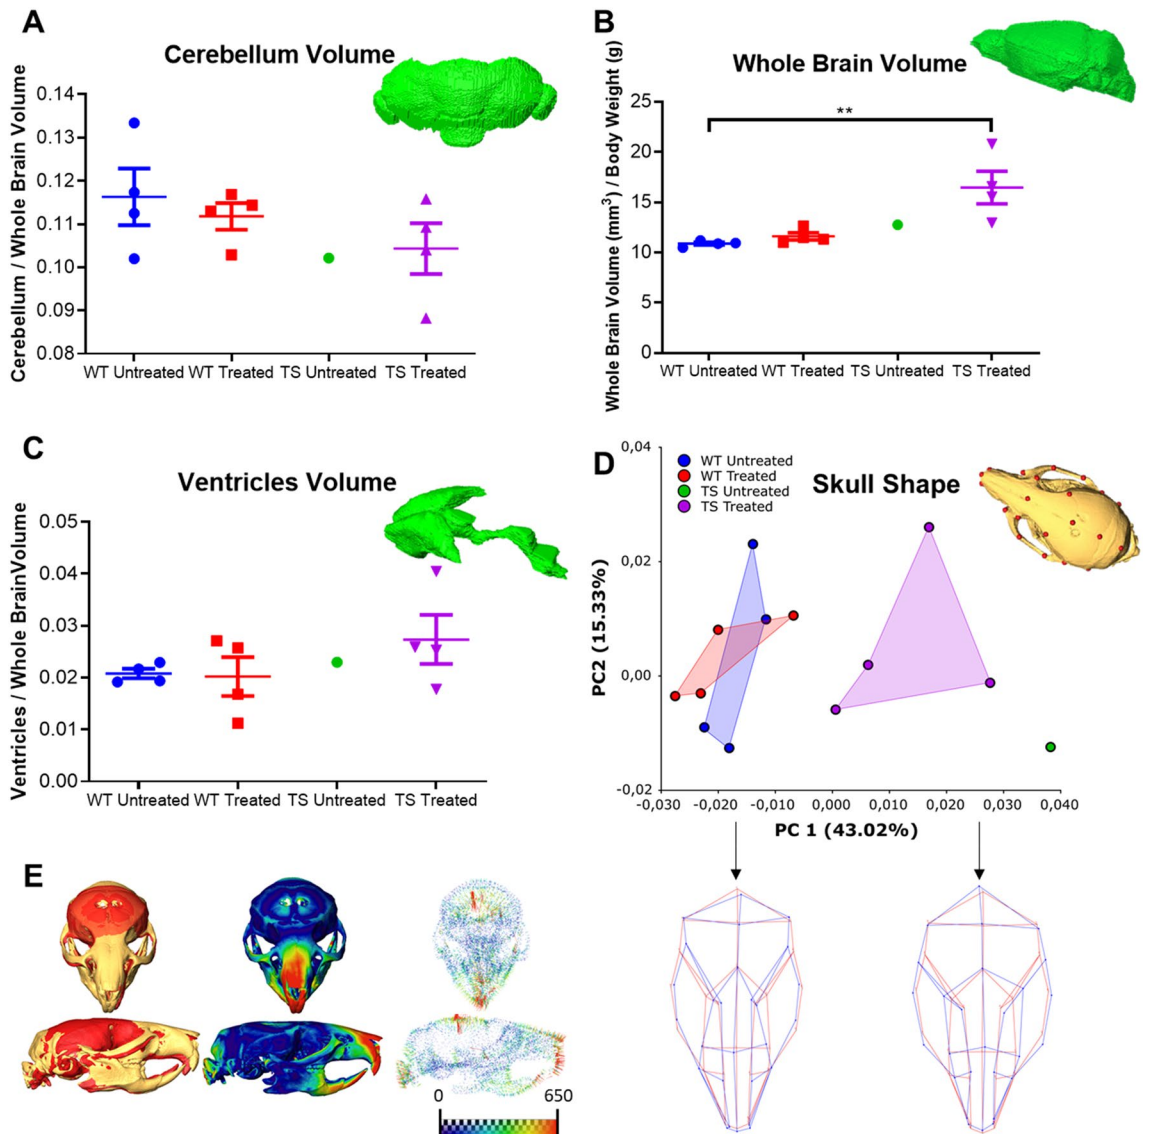 A
Cerebellum Volume
Cerebellum / Whole Brain Volume
0.14
0.13
0.12
0.11
0.10
0.09
0.08
WT Untreated WT Treated TS Untreated TS Treated
B
Whole Brain Volume
Whole Brain Volume (mm³) / Body Weight (g)
25
20
15
10
5
0
**
WT Untreated WT Treated TS Untreated TS Treated
C
Ventricles Volume
Ventricles / Whole BrainVolume
0.05
0.04
0.03
0.02
0.01
0.00
WT Untreated WT Treated TS Untreated TS Treated
D
WT Untreated
WT Treated
TS Untreated
TS Treated
Skull Shape
PC2 (15.33%)
0,04
0,02
0,00
-0,02
-0,030 -0,020 -0,010 0,000 0,010 0,020 0,030 0,040
PC 1 (43.02%)
E
0 650